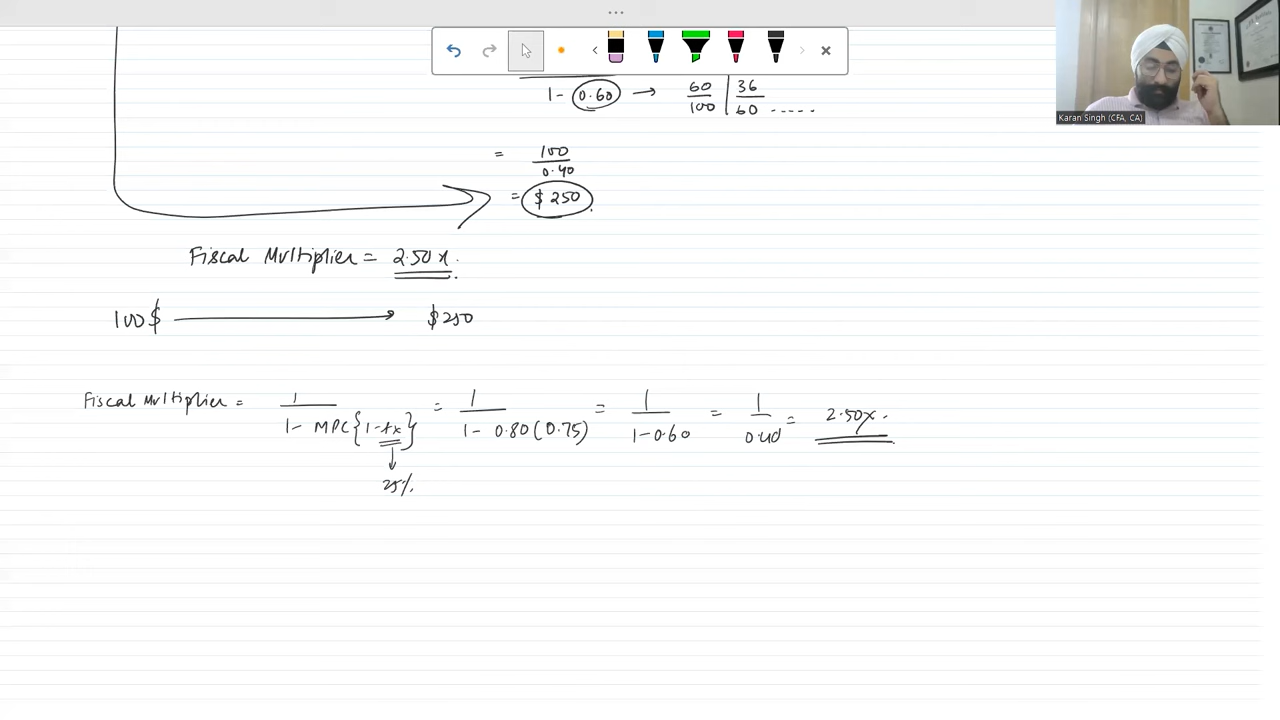 1- 0.60 → 60/100 | 36/60 .....
= 100/0.40
= $250.
Fiscal Multiplier = 2.50x.
100$ → $250
Fiscal Multiplier = 1/1- MPC{1-tx} = 1/1- 0.80(0.75) = 1/1-0.60 = 1/0.40 = 2.50x.
25%
Karan Singh (CFA, CA)